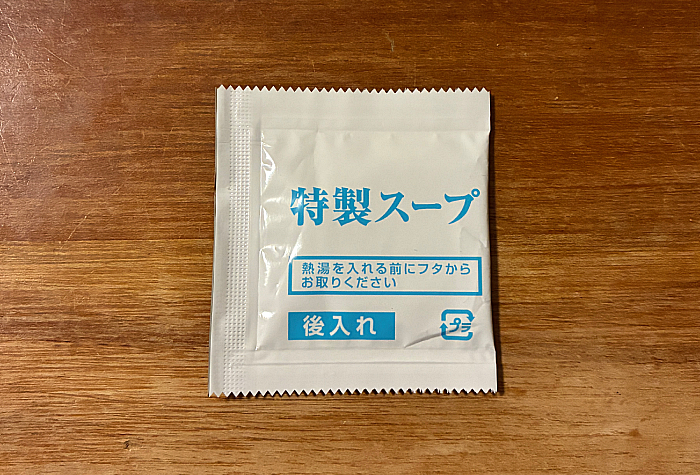 特製スープ
熱湯を入れる前にフタから
お取りください
後入れ
プラ